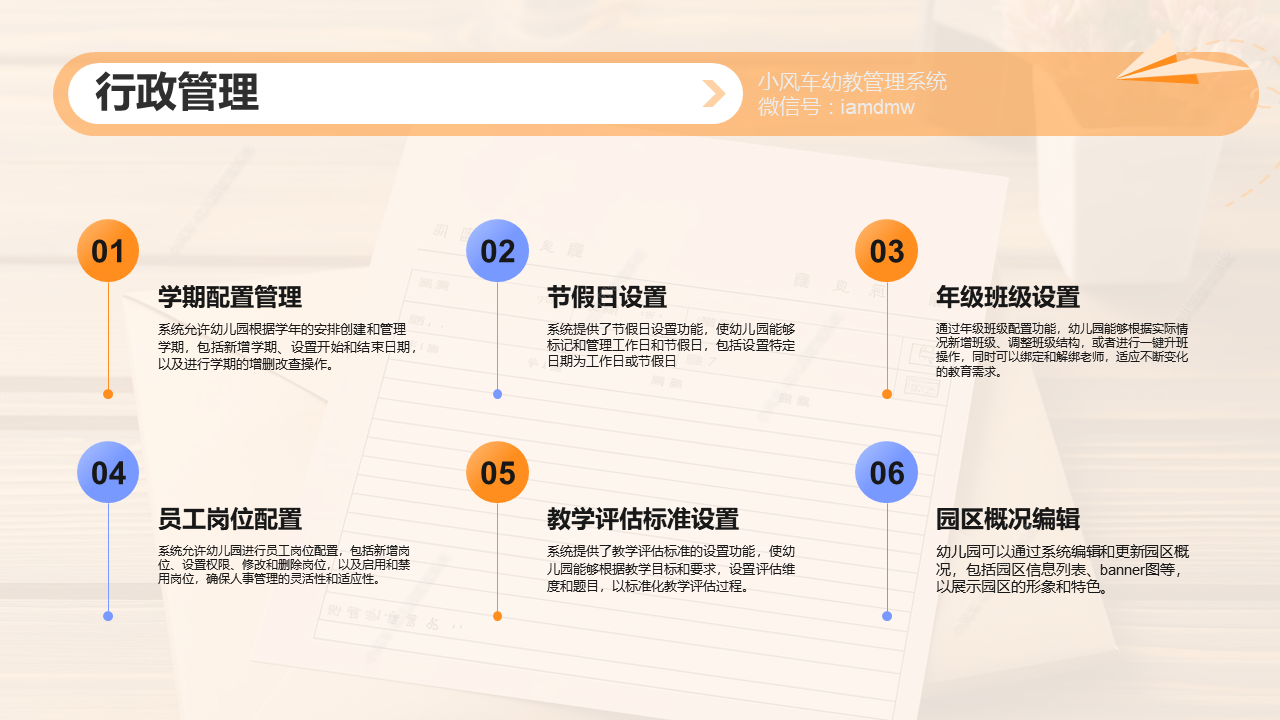 行政管理
小风车幼教管理系统
微信号：iamdmw
01
学期配置管理
系统允许幼儿园根据学年的安排创建和管理
学期，包括新增学期、设置开始和结束日期，
以及进行学期的增删改查操作。
02
节假日设置
系统提供了节假日设置功能，使幼儿园能够
标记和管理工作日和节假日，包括设置特定
日期为工作日或节假日
03
年级班级设置
通过年级班级配置功能，幼儿园能够根据实际情
况新增班级、调整班级结构，或者进行一键升班
操作，同时可以绑定和解绑老师，适应不断变化
的教育需求。
04
员工岗位配置
系统允许幼儿园进行员工岗位配置，包括新增岗
位、设置权限、修改和删除岗位，以及启用和禁
用岗位，确保人事管理的灵活性和适应性。
05
教学评估标准设置
系统提供了教学评估标准的设置功能，使幼
儿园能够根据教学目标和要求，设置评估维
度和题目，以标准化教学评估过程。
06
园区概况编辑
幼儿园可以通过系统编辑和更新园区概
况，包括园区信息列表、banner图等，
以展示园区的形象和特色。